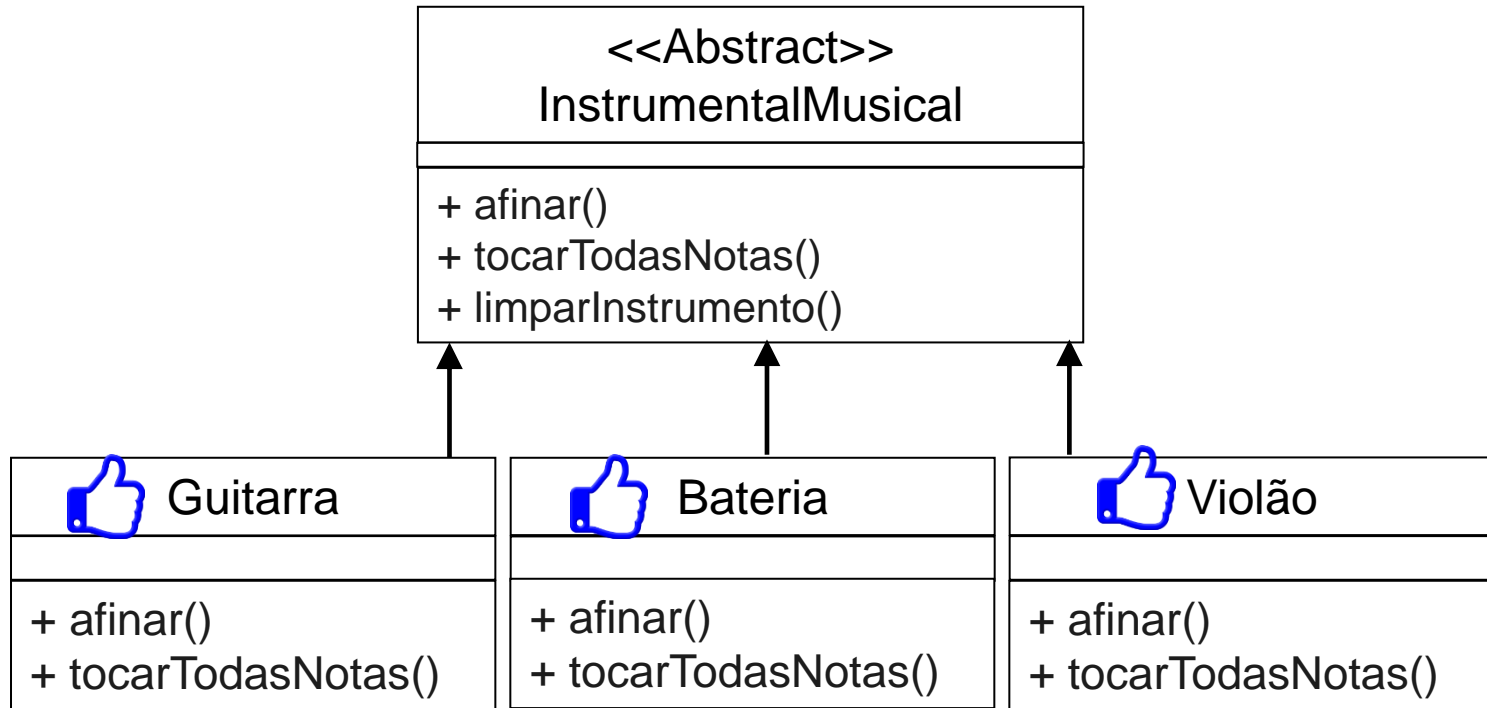 <<Abstract>>
InstrumentalMusical
+ afinar()
+ tocarTodasNotas()
+ limparInstrumento()
Guitarra
+ afinar()
+ tocarTodasNotas()
Bateria
+ afinar()
+ tocarTodasNotas()
Violão
+ afinar()
+ tocarTodasNotas()